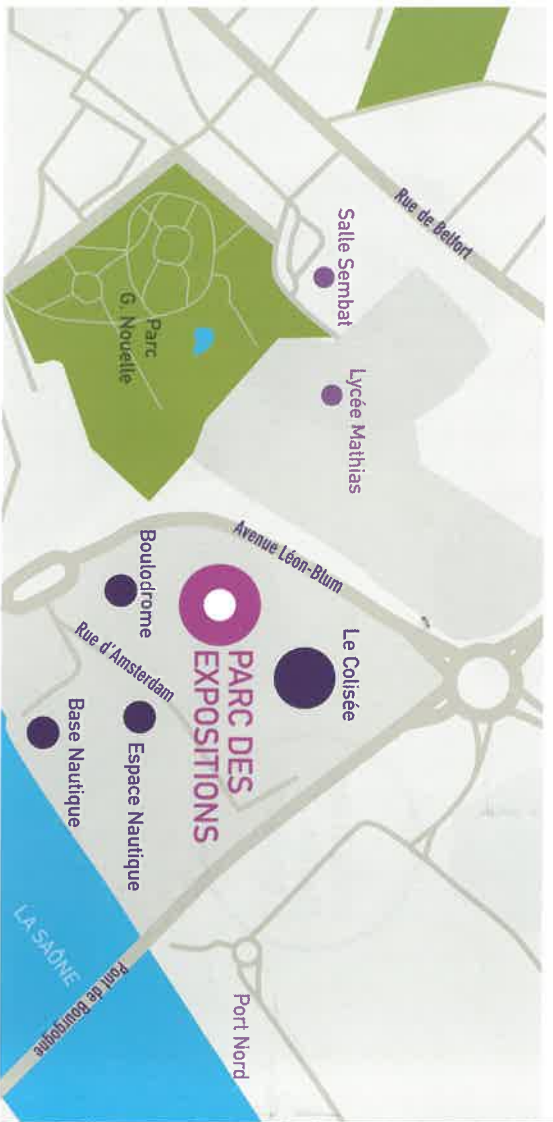 Rue de Belfort
Salle Sembat
Lycée Mathias
Parc
G. Nouelle
Avenue Léon-Blum
Le Colisée
PARC DES
EXPOSITIONS
Boulodrome
Rue d'Amsterdam
Espace Nautique
Base Nautique
Port Nord
Pont de Bourgogne
LA SAÔNE